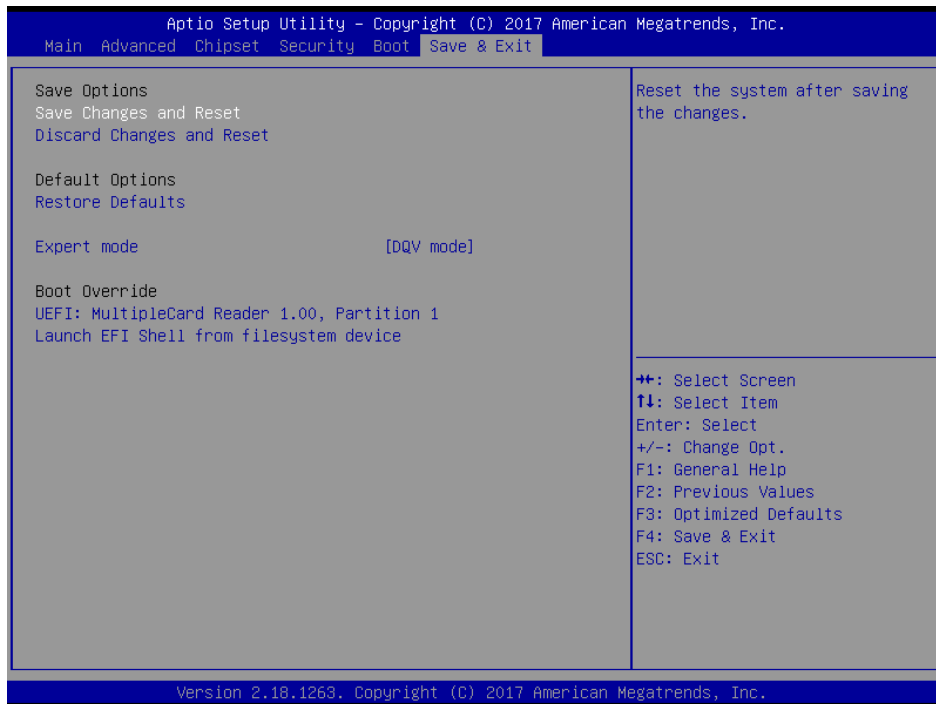 Aptio Setup Utility – Copyright (C) 2017 American Megatrends, Inc.
Main Advanced Chipset Security Boot Save & Exit
Save Options
Save Changes and Reset
Discard Changes and Reset
Default Options
Restore Defaults
Expert mode [DQV mode]
Boot Override
UEFI: MultipleCard Reader 1.00, Partition 1
Launch EFI Shell from filesystem device
Reset the system after saving
the changes.
→←: Select Screen
↑↓: Select Item
Enter: Select
+/-: Change Opt.
F1: General Help
F2: Previous Values
F3: Optimized Defaults
F4: Save & Exit
ESC: Exit
Version 2.18.1263. Copyright (C) 2017 American Megatrends, Inc.